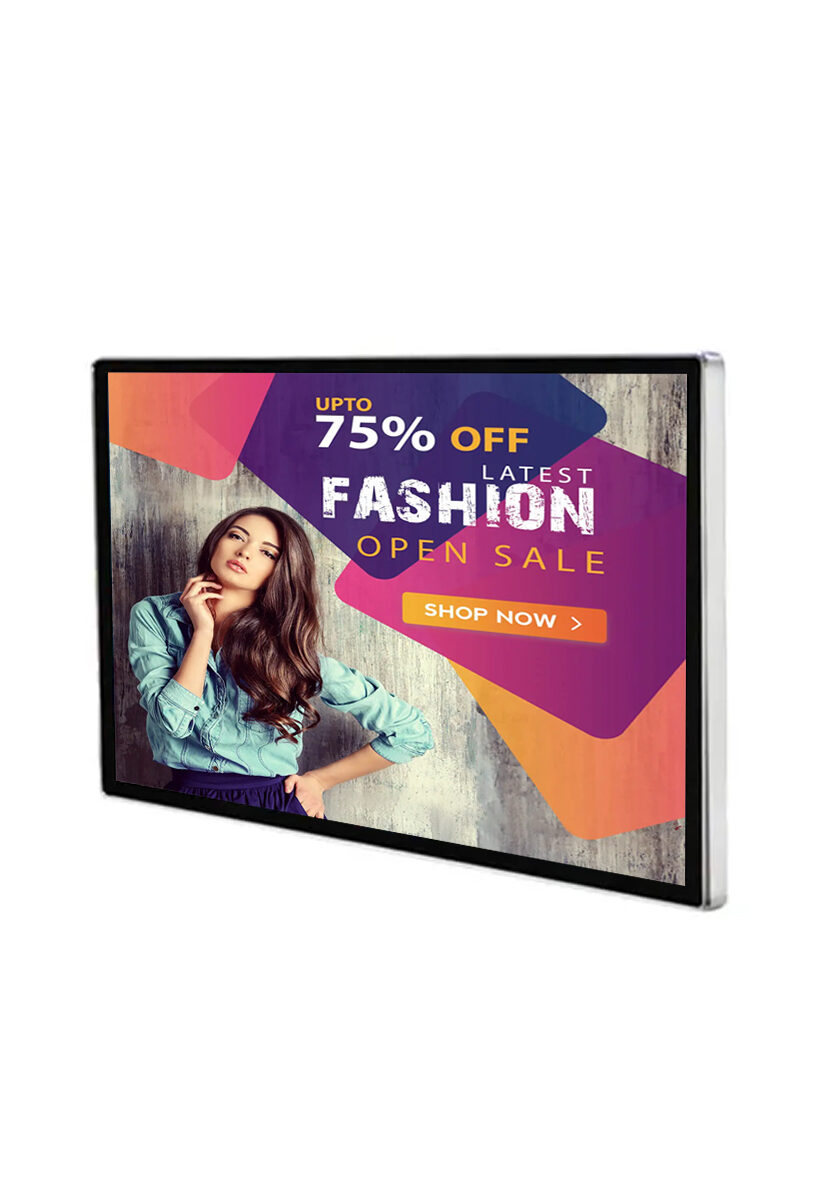 UPTO
75% OFF
LATEST
FASHION
OPEN SALE
SHOP NOW >